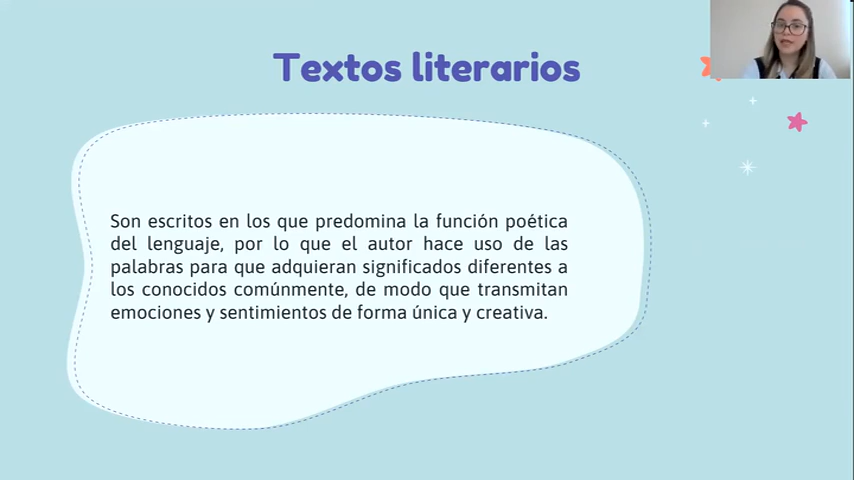 Textos literarios
Son escritos en los que predomina la función poética
del lenguaje, por lo que el autor hace uso de las
palabras para que adquieran significados diferentes a
los conocidos comúnmente, de modo que transmitan
emociones y sentimientos de forma única y creativa.